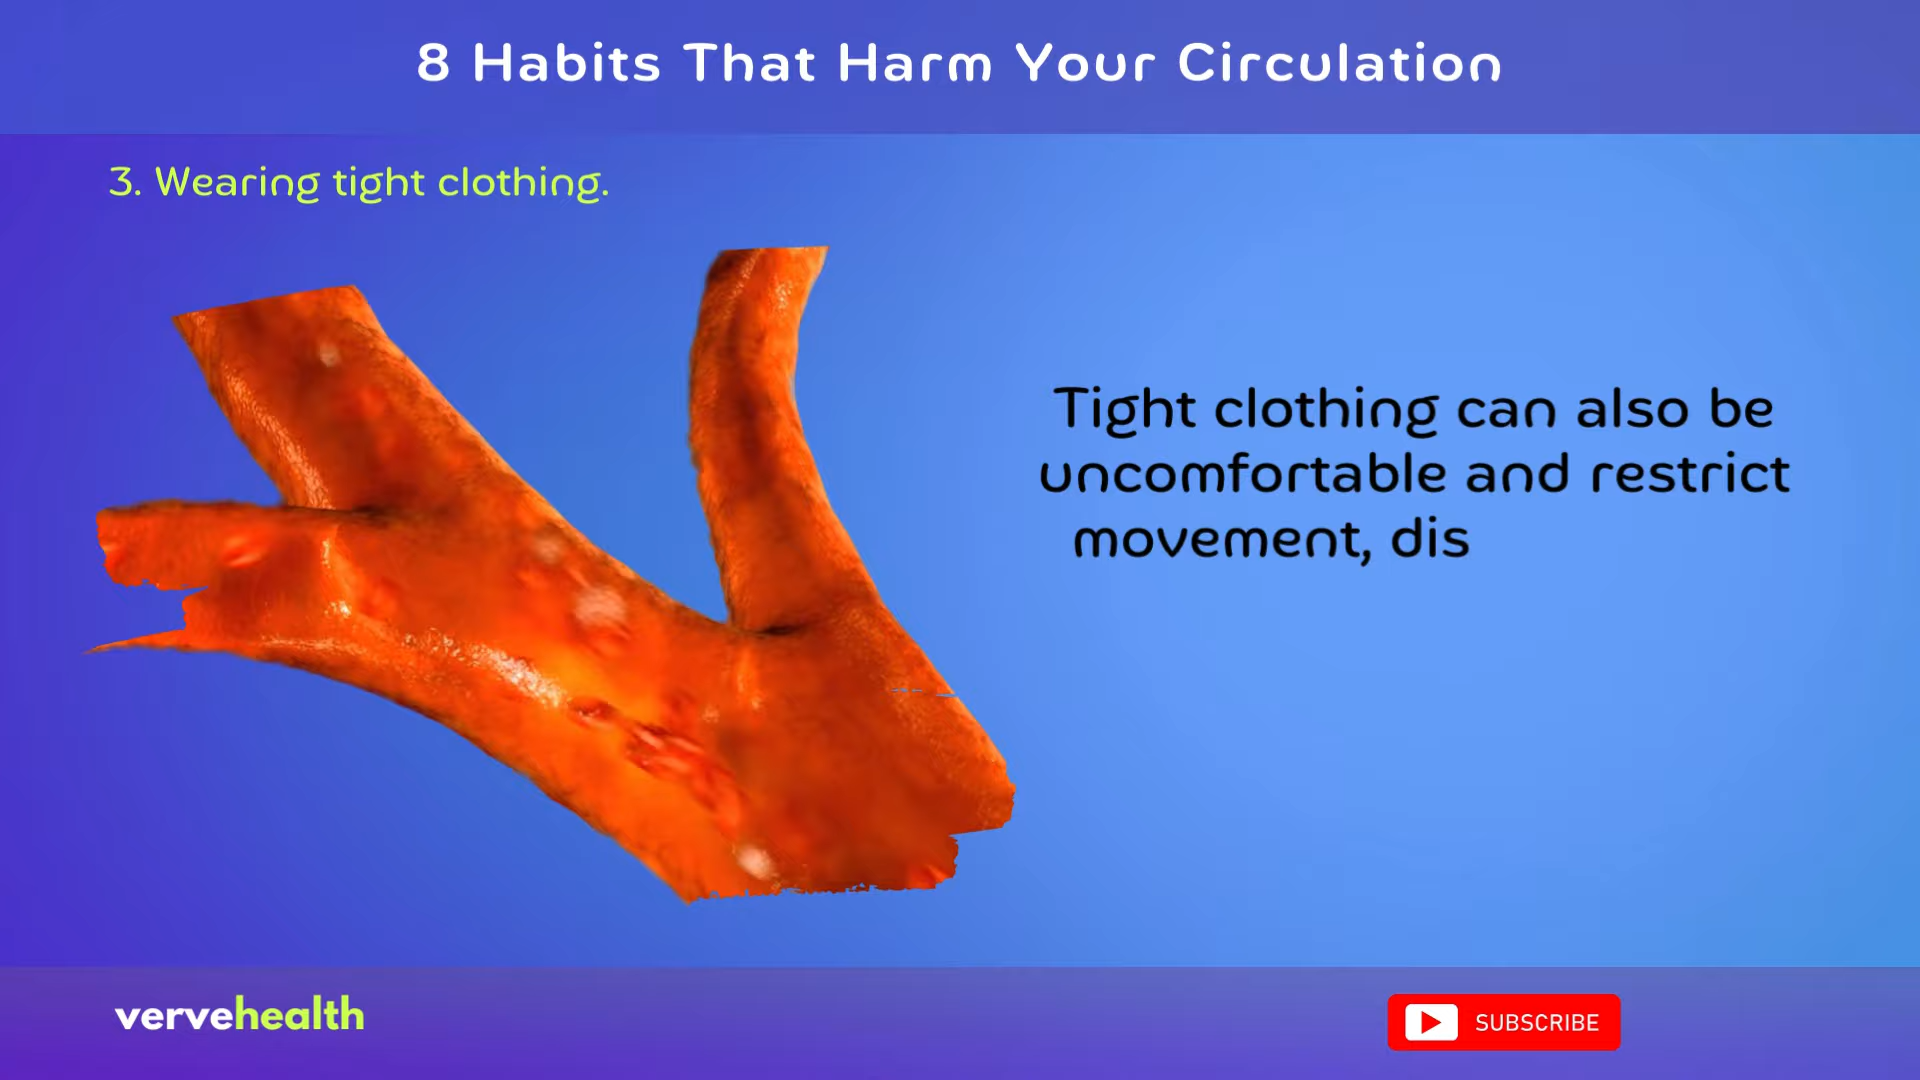 8 Habits That Harm Your Circulation
3. Wearing tight clothing.
Tight clothing can also be
uncomfortable and restrict
movement, dis
vervehealth
SUBSCRIBE